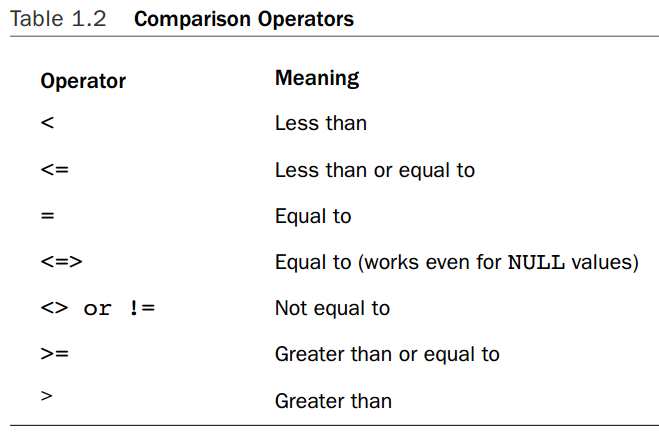 Table 1.2 Comparison Operators
Operator Meaning
< Less than
<= Less than or equal to
= Equal to
<=> Equal to (works even for NULL values)
<> or != Not equal to
>= Greater than or equal to
> Greater than